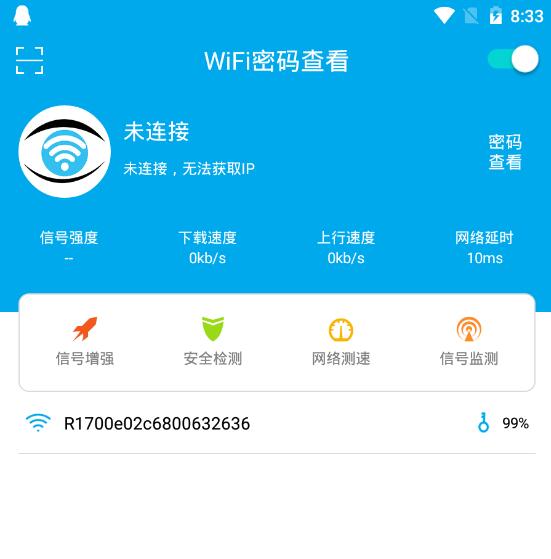 8:33
WiFi密码查看
未连接
未连接，无法获取IP
密码
查看
信号强度 下载速度 上行速度 网络延时
-- 0kb/s 0kb/s 10ms
信号增强 安全检测 网络测速 信号监测
R1700e02c6800632636 99%